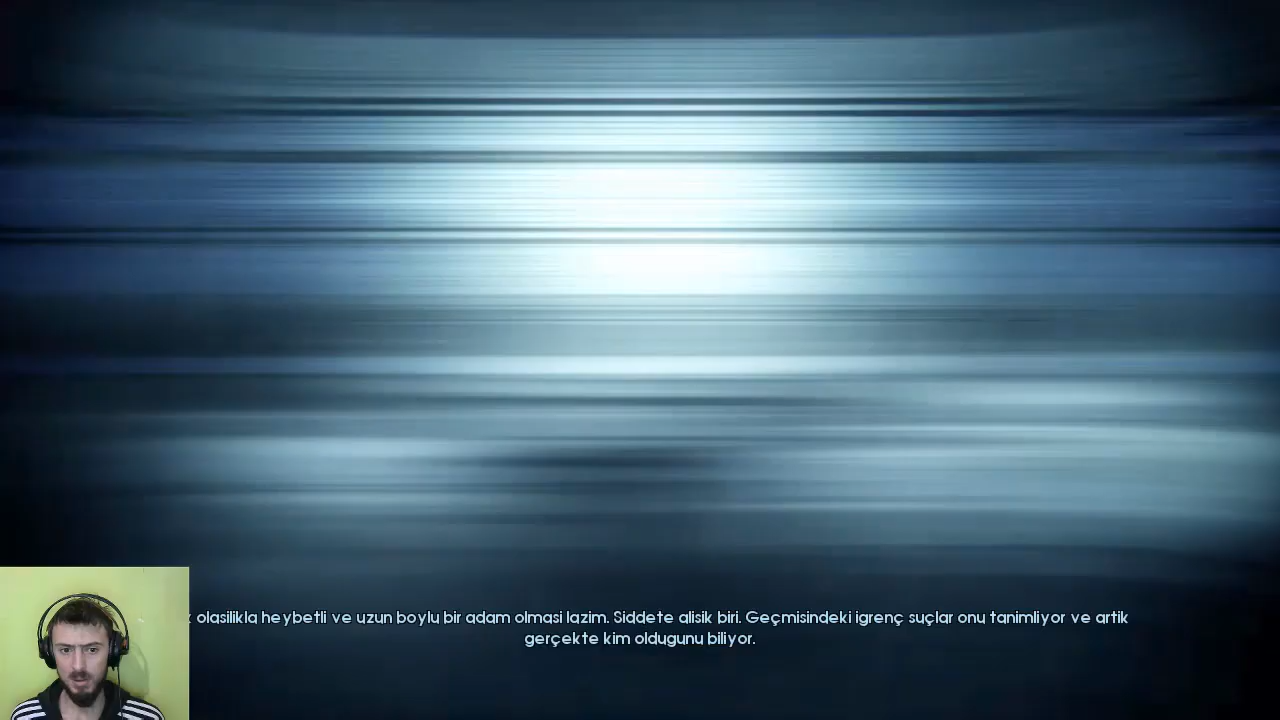 olasilikla heybetli ve uzun boylu bir adam olmasi lazim. Siddete alisik biri. Geçmisindeki igrenç suçlar onu tanimliyor ve artik
gerçekte kim oldugunu biliyor.